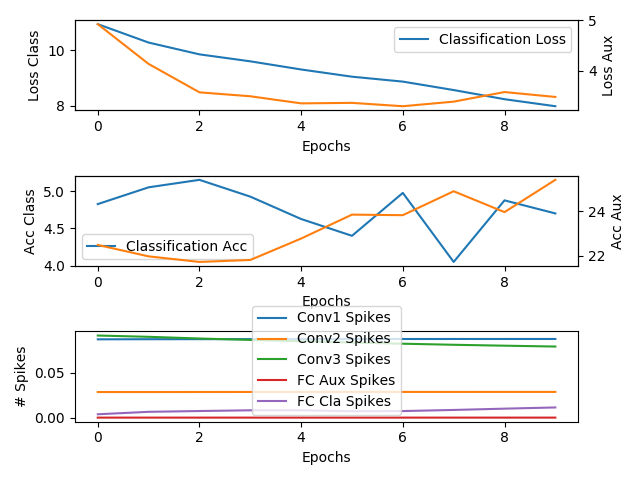 Loss Class
10
8
5
4
Loss Aux
Classification Loss
0 2 4 6 8
Epochs
Acc Class
5.0
4.5
4.0
24
22
Acc Aux
Classification Acc
0 2 4 6 8
Epochs
# Spikes
0.05
0.00
Conv1 Spikes
Conv2 Spikes
Conv3 Spikes
FC Aux Spikes
FC Cla Spikes
0 2 4 6 8
Epochs